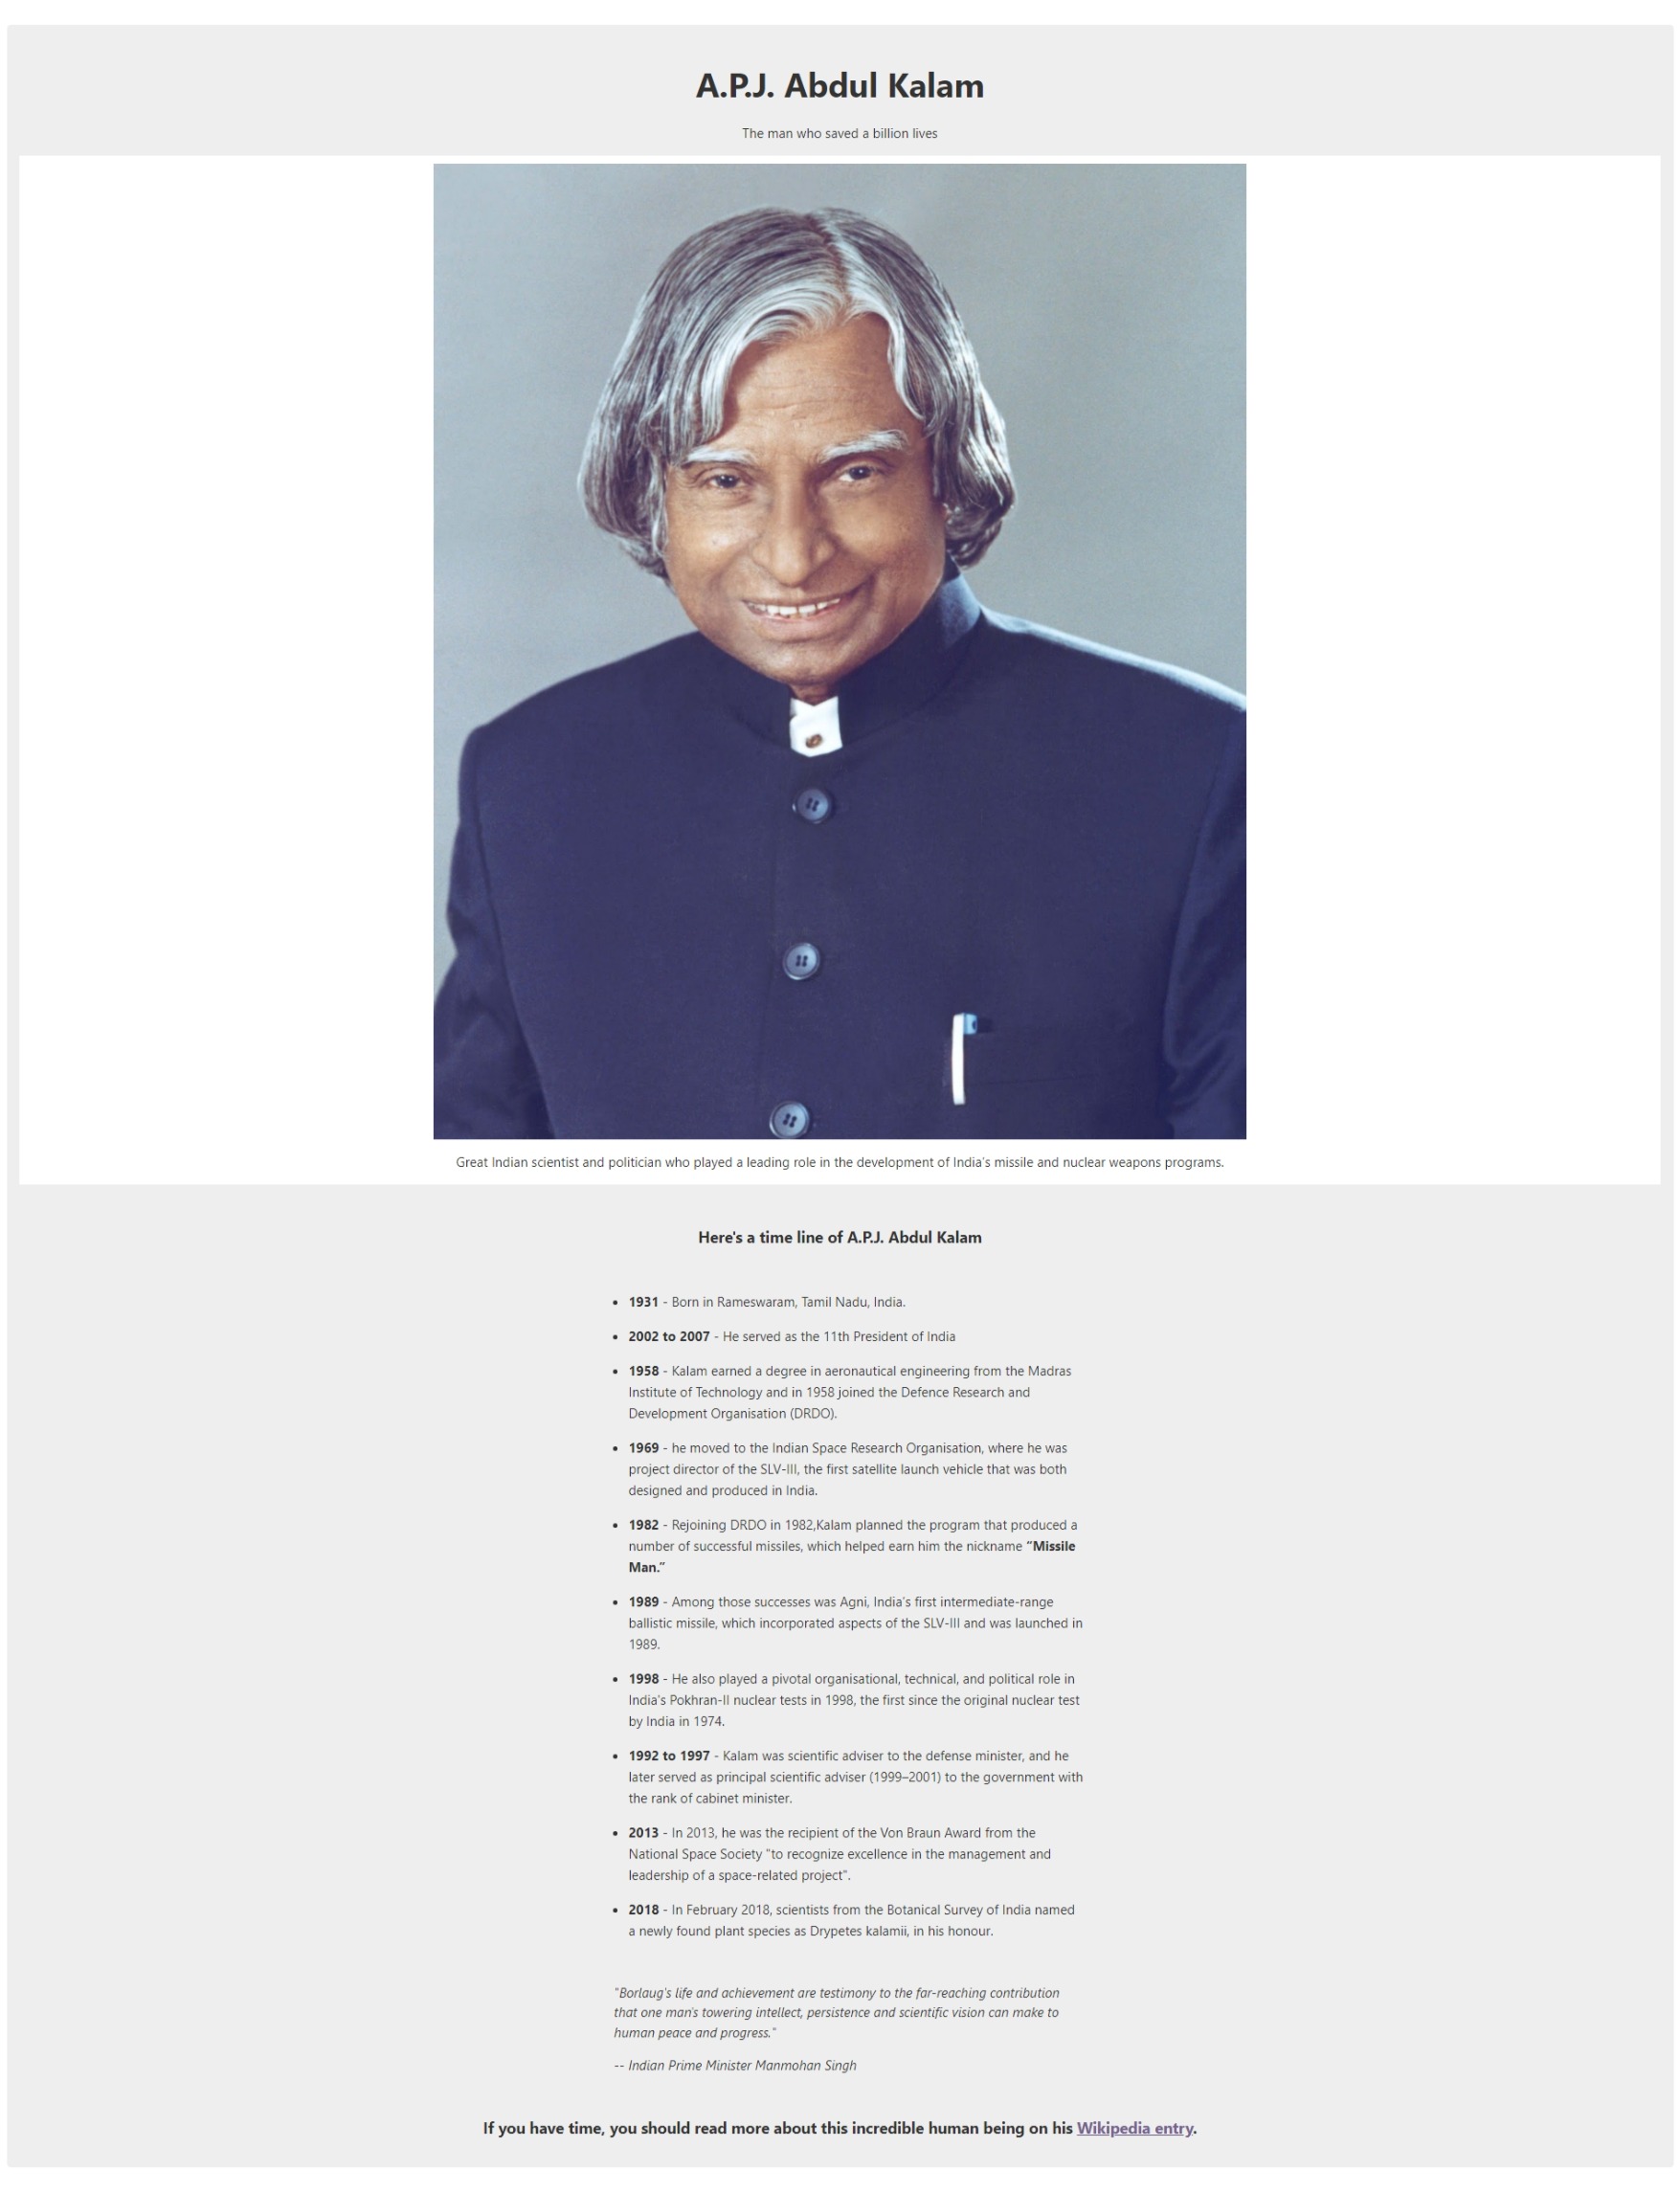 A.P.J. Abdul Kalam
The man who saved a billion lives
Great Indian scientist and politician who played a leading role in the development of India's missile and nuclear weapons programs.
Here's a time line of A.P.J. Abdul Kalam
• 1931 - Born in Rameswaram, Tamil Nadu, India.
• 2002 to 2007 - He served as the 11th President of India
• 1958 - Kalam earned a degree in aeronautical engineering from the Madras
Institute of Technology and in 1958 joined the Defence Research and
Development Organisation (DRDO).
• 1969 - he moved to the Indian Space Research Organisation, where he was
project director of the SLV-III, the first satellite launch vehicle that was both
designed and produced in India.
• 1982 - Rejoining DRDO in 1982,Kalam planned the program that produced a
number of successful missiles, which helped earn him the nickname “Missile
Man.”
• 1989 - Among those successes was Agni, India's first intermediate-range
ballistic missile, which incorporated aspects of the SLV-III and was launched in
1989.
• 1998 - He also played a pivotal organisational, technical, and political role in
India's Pokhran-II nuclear tests in 1998, the first since the original nuclear test
by India in 1974.
• 1992 to 1997 - Kalam was scientific adviser to the defense minister, and he
later served as principal scientific adviser (1999–2001) to the government with
the rank of cabinet minister.
• 2013 - In 2013, he was the recipient of the Von Braun Award from the
National Space Society "to recognize excellence in the management and
leadership of a space-related project".
• 2018 - In February 2018, scientists from the Botanical Survey of India named
a newly found plant species as Drypetes kalamii, in his honour.
"Borlaug's life and achievement are testimony to the far-reaching contribution
that one man's towering intellect, persistence and scientific vision can make to
human peace and progress."
-- Indian Prime Minister Manmohan Singh
If you have time, you should read more about this incredible human being on his Wikipedia entry.